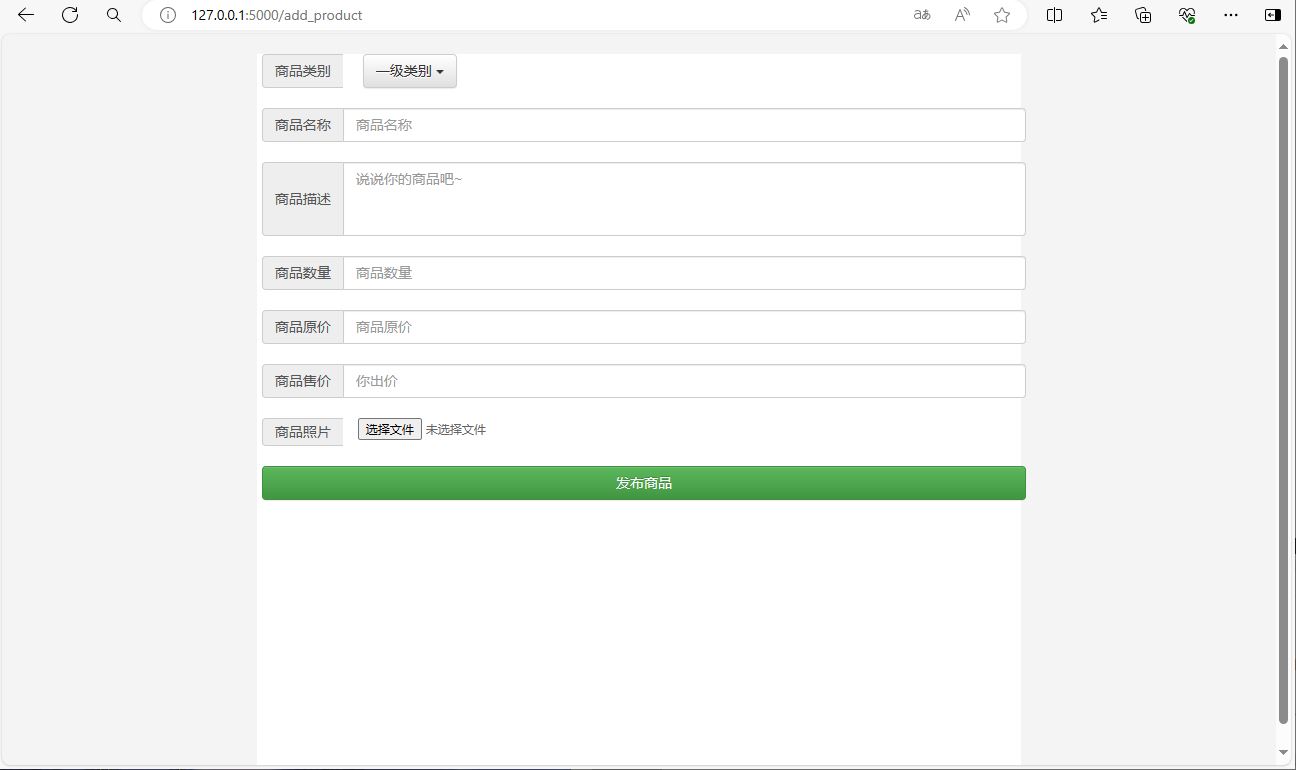 127.0.0.1:5000/add_product
商品类别 一级类别
商品名称 商品名称
商品描述 说说你的商品吧~
商品数量 商品数量
商品原价 商品原价
商品售价 你出价
商品照片 选择文件 未选择文件
发布商品